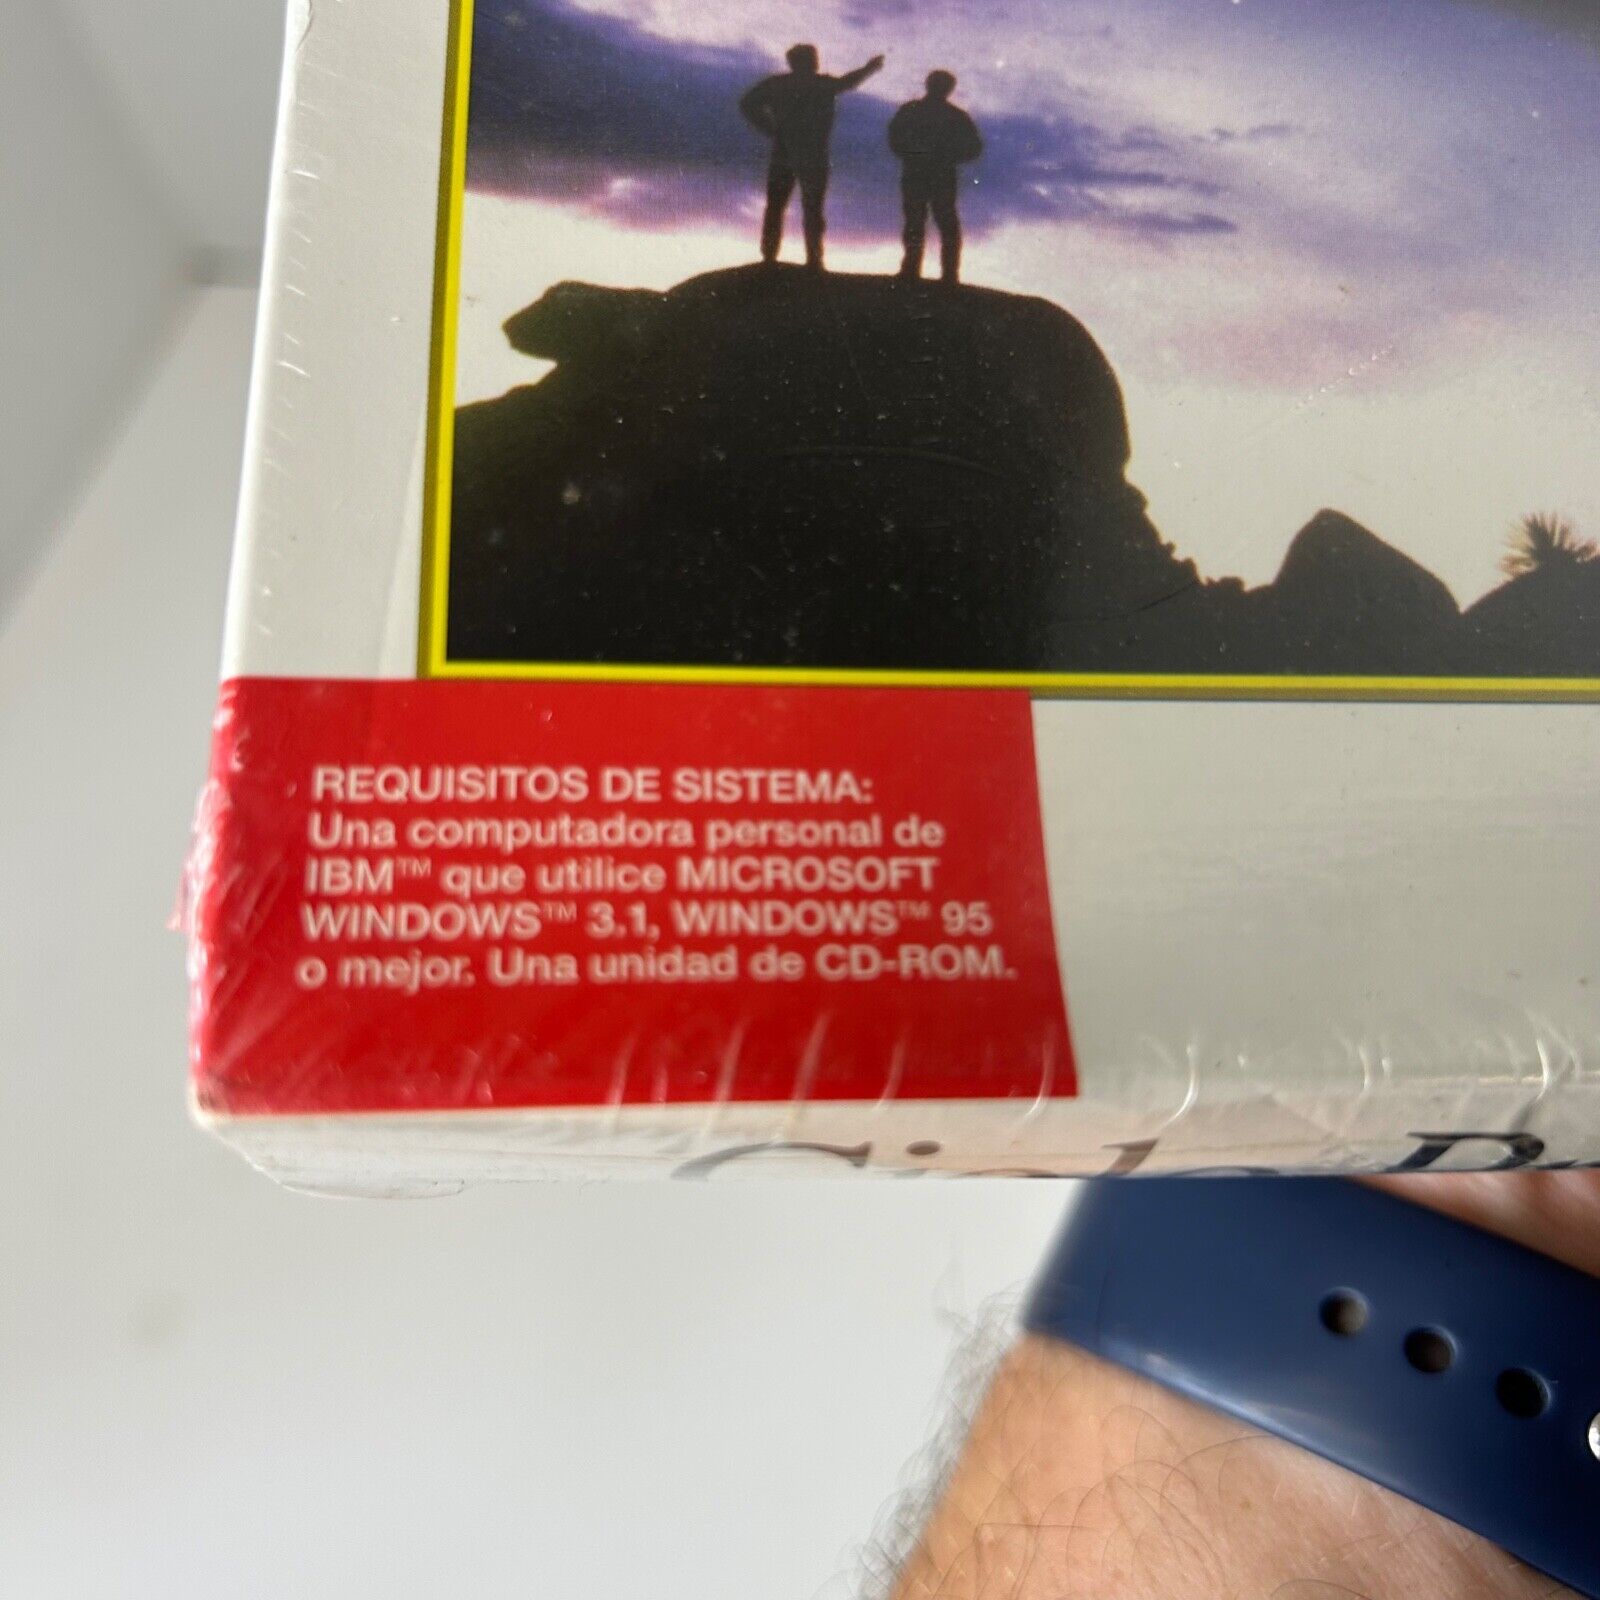 REQUISITOS DE SISTEMA:
Una computadora personal de
IBM™ que utilice MICROSOFT
WINDOWS™ 3.1, WINDOWS™ 95
o mejor. Una unidad de CD-ROM.